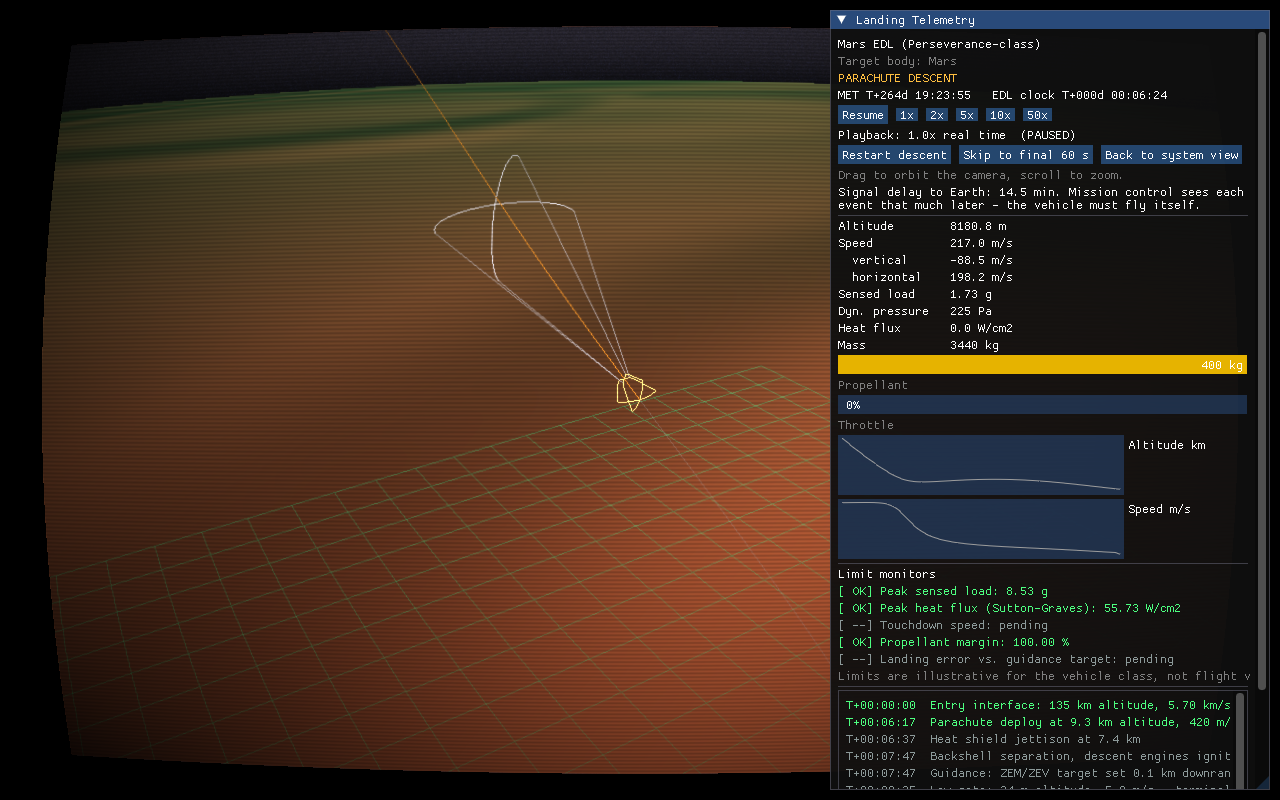 ▼ Landing Telemetry
Mars EDL (Perseverance-class)
Target body: Mars
PARACHUTE DESCENT
MET T+264d 19:23:55   EDL clock T+000d 00:06:24
Resume 1x 2x 5x 10x 50x
Playback: 1.0x real time  (PAUSED)
Restart descent Skip to final 60 s Back to system view
Drag to orbit the camera, scroll to zoom.
Signal delay to Earth: 14.5 min. Mission control sees each
event that much later - the vehicle must fly itself.
Altitude 8180.8 m
Speed 217.0 m/s
vertical -88.5 m/s
horizontal 198.2 m/s
Sensed load 1.73 g
Dyn. pressure 225 Pa
Heat flux 0.0 W/cm2
Mass 3440 kg
400 kg
Propellant
0%
Throttle
Altitude km
Speed m/s
Limit monitors
[ OK] Peak sensed load: 8.53 g
[ OK] Peak heat flux (Sutton-Graves): 55.73 W/cm2
[ --] Touchdown speed: pending
[ OK] Propellant margin: 100.00 %
[ --] Landing error vs. guidance target: pending
Limits are illustrative for the vehicle class, not flight v
T+00:00:00  Entry interface: 135 km altitude, 5.70 km/s
T+00:06:17  Parachute deploy at 9.3 km altitude, 420 m/
T+00:06:37  Heat shield jettison at 7.4 km
T+00:07:47  Backshell separation, descent engines ignit
T+00:07:47  Guidance: ZEM/ZEV target set 0.1 km downran